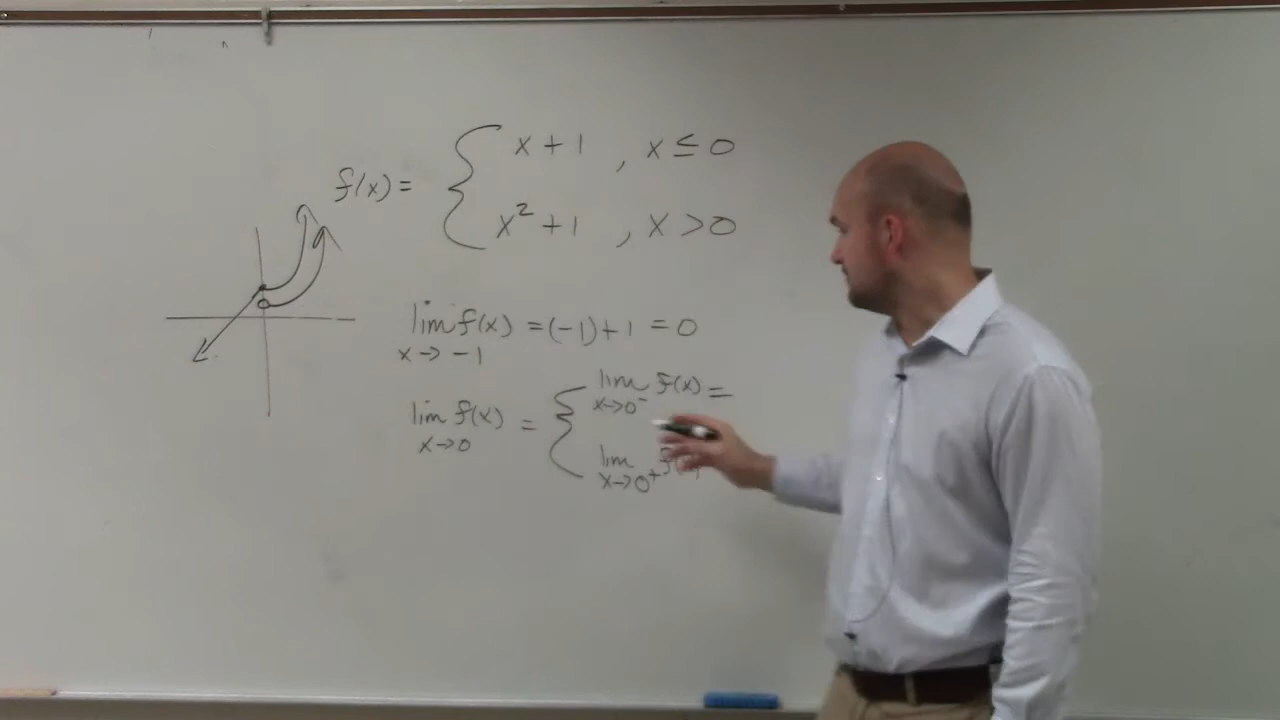 f(x) = { x + 1 , x ≤ 0
x² + 1 , x > 0
lim f(x) = (-1) + 1 = 0
x → -1
lim f(x) = { lim f(x) =
x → 0 x → 0⁻
lim
x → 0⁺